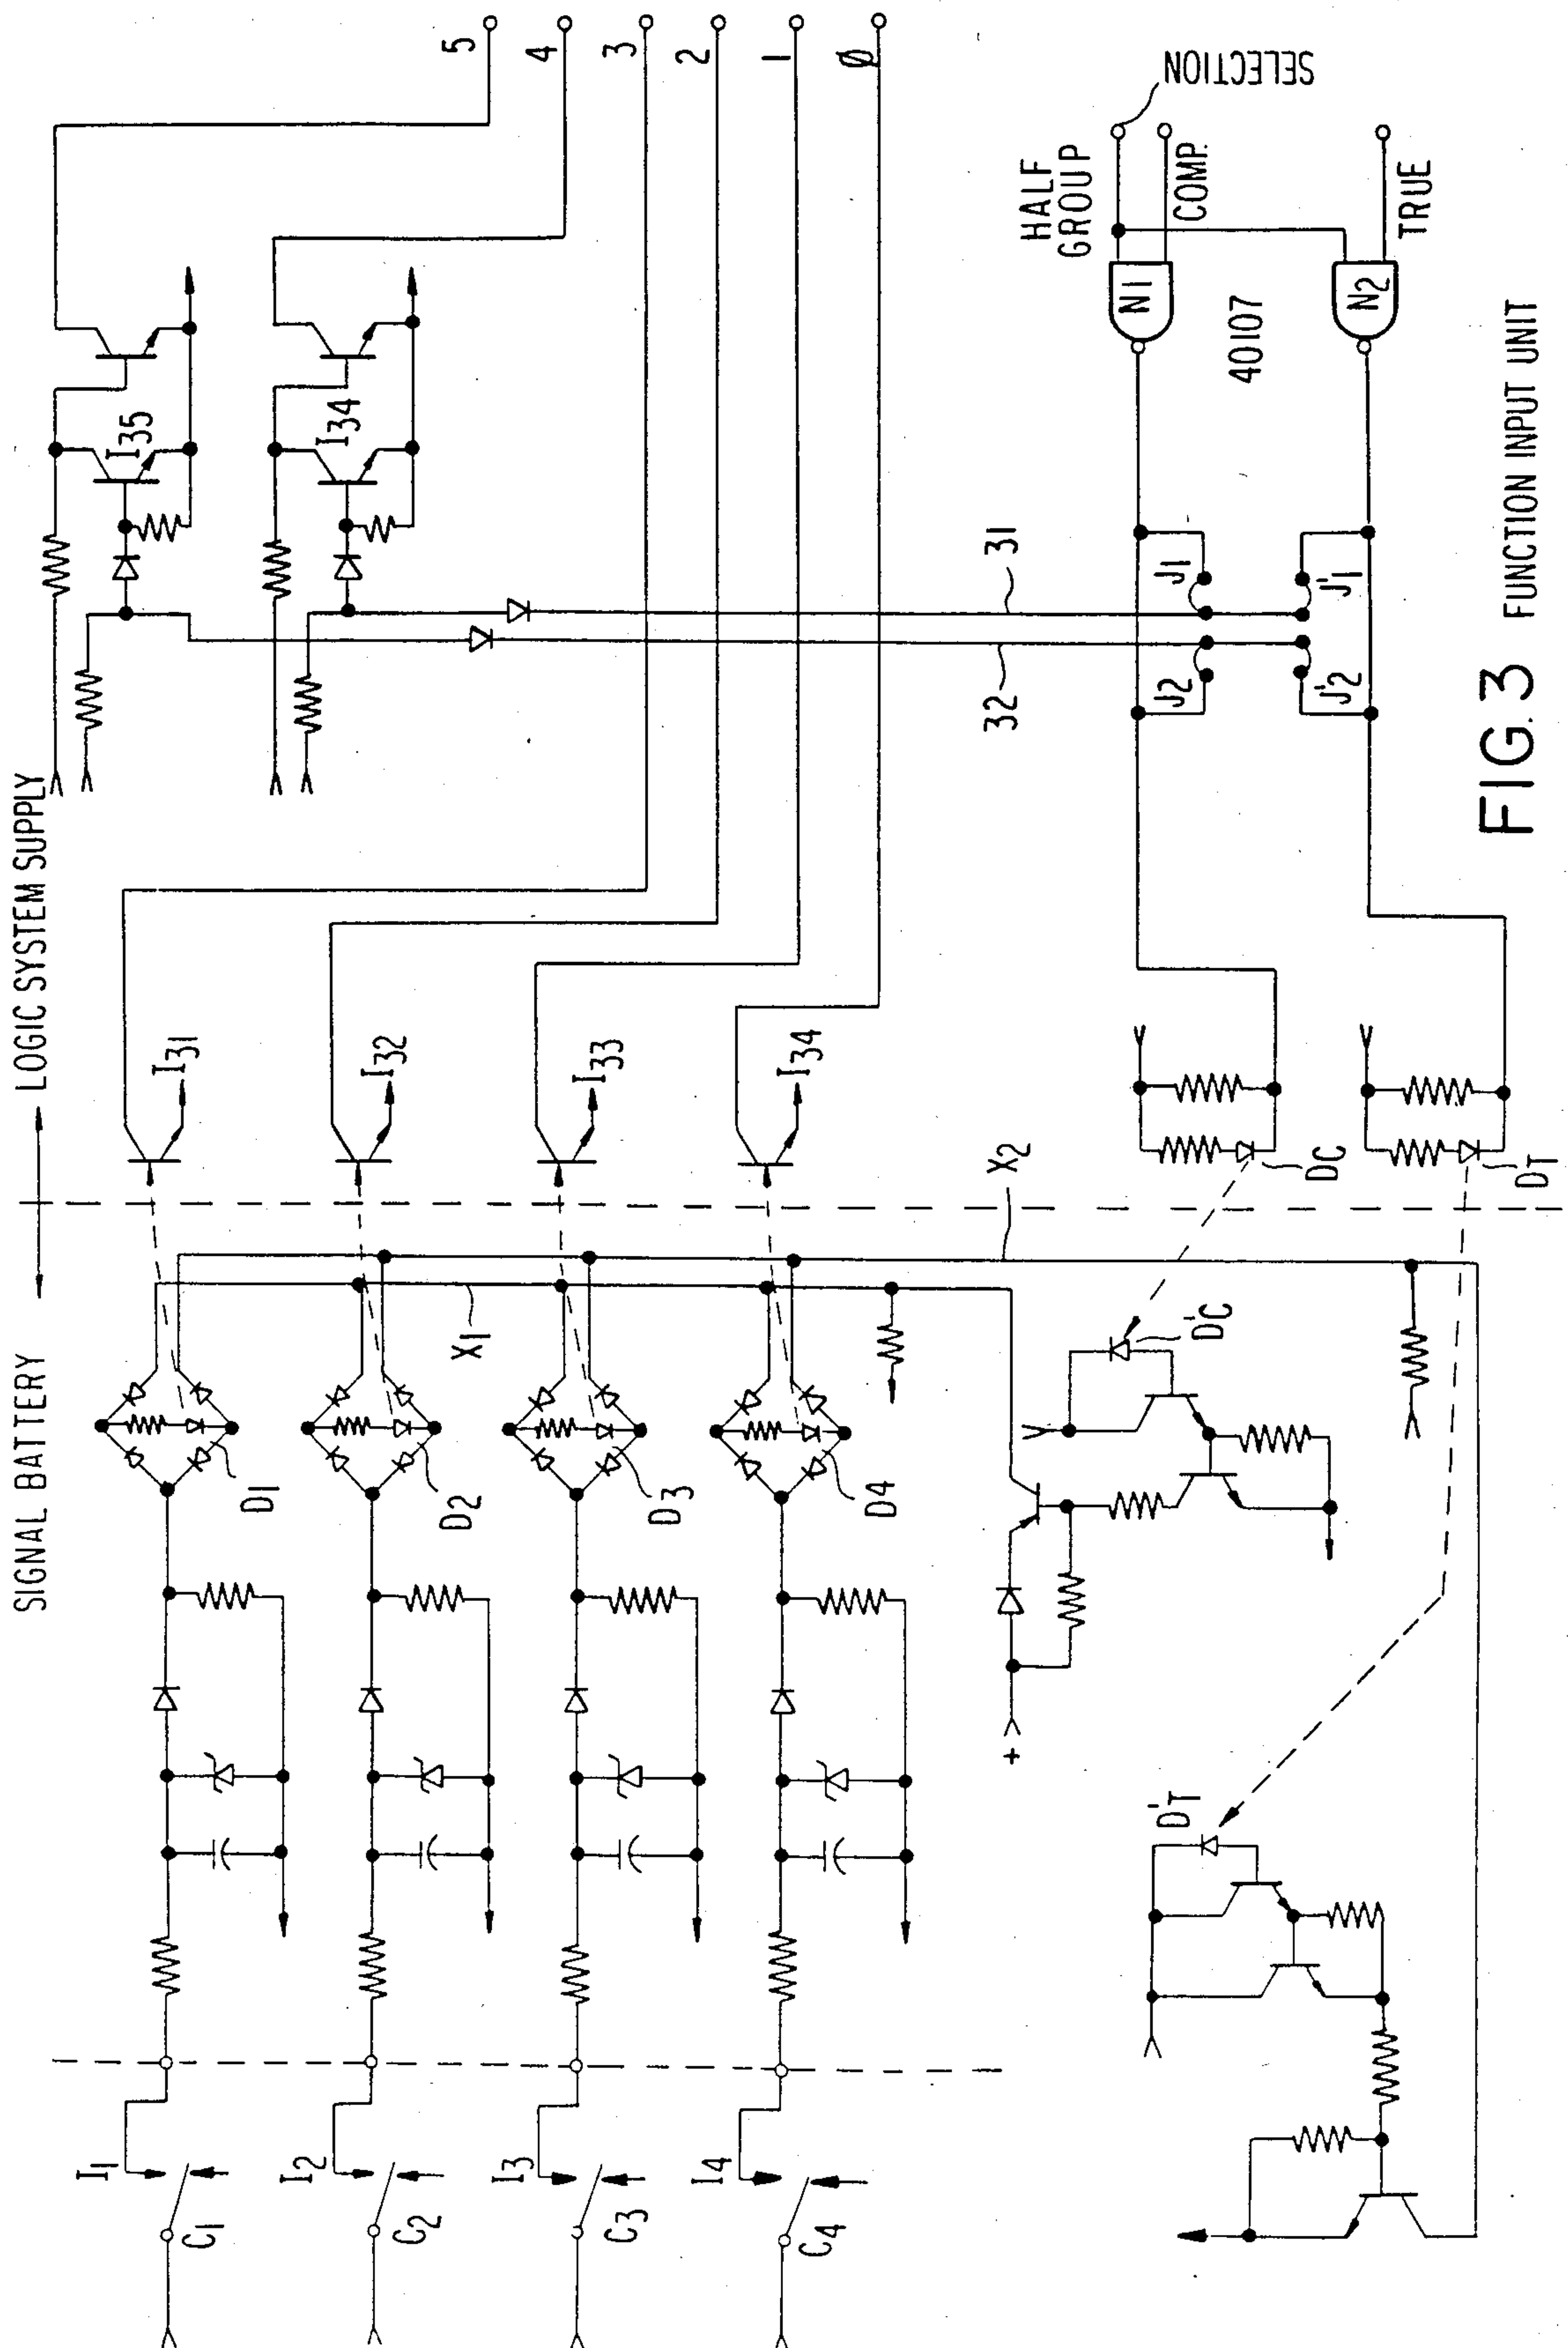 SIGNAL BATTERY
LOGIC SYSTEM SUPPLY
I1
C1
D1
I31
I35
5
I2
C2
D2
I32
I34
4
I3
C3
D3
I33
3
I4
C4
D4
I34
2
1
Ø
X1
X2
+
D'C
D'T
DC
DT
32
31
J2
J1
J'2
J'1
HALF
GROUP
COMP.
SELECTION
N1
40107
N2
TRUE
FIG. 3 FUNCTION INPUT UNIT